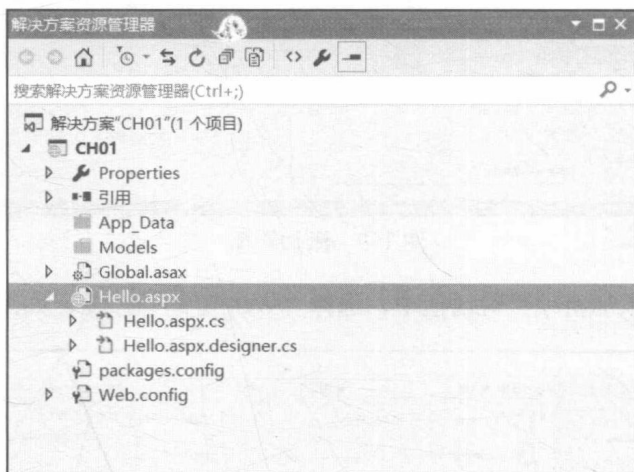 解决方案资源管理器
搜索解决方案资源管理器(Ctrl+;)
解决方案"CH01"(1 个项目)
CH01
Properties
引用
App_Data
Models
Global.asax
Hello.aspx
Hello.aspx.cs
Hello.aspx.designer.cs
packages.config
Web.config